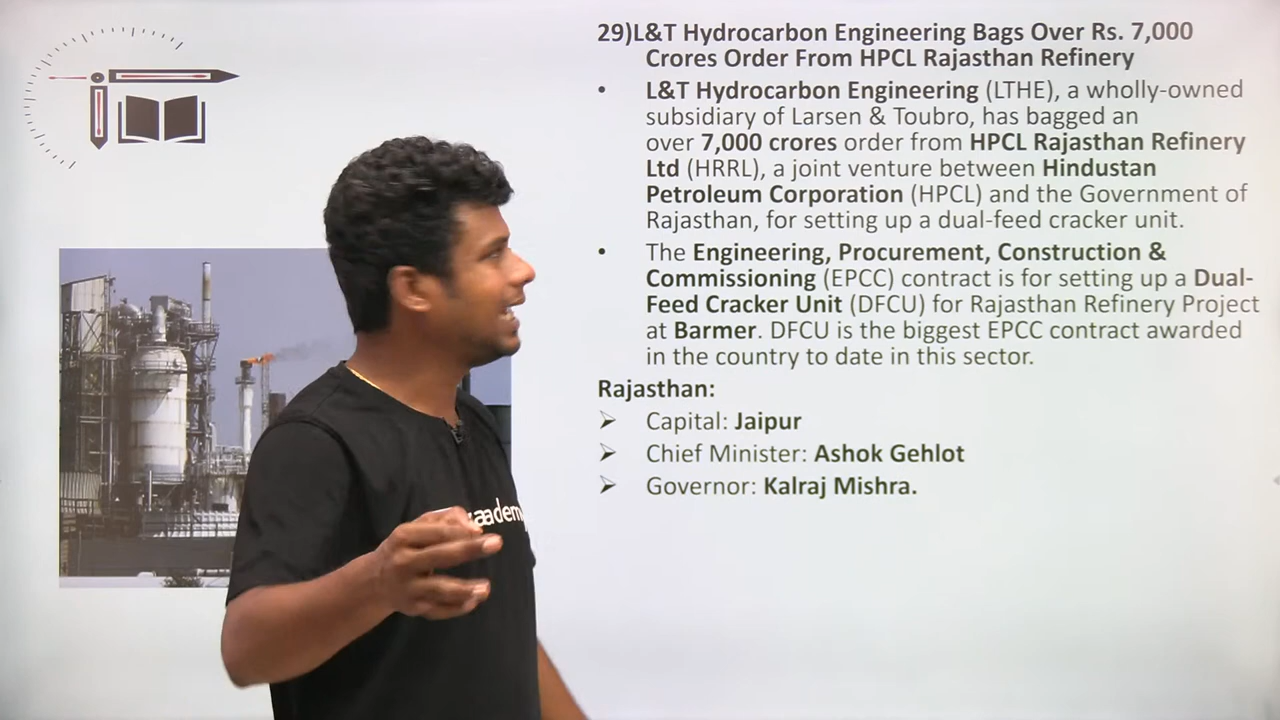 29)L&T Hydrocarbon Engineering Bags Over Rs. 7,000
Crores Order From HPCL Rajasthan Refinery
• L&T Hydrocarbon Engineering (LTHE), a wholly-owned
subsidiary of Larsen & Toubro, has bagged an
over 7,000 crores order from HPCL Rajasthan Refinery
Ltd (HRRL), a joint venture between Hindustan
Petroleum Corporation (HPCL) and the Government of
Rajasthan, for setting up a dual-feed cracker unit.
• The Engineering, Procurement, Construction &
Commissioning (EPCC) contract is for setting up a Dual-
Feed Cracker Unit (DFCU) for Rajasthan Refinery Project
at Barmer. DFCU is the biggest EPCC contract awarded
in the country to date in this sector.
Rajasthan:
➢ Capital: Jaipur
➢ Chief Minister: Ashok Gehlot
➢ Governor: Kalraj Mishra.